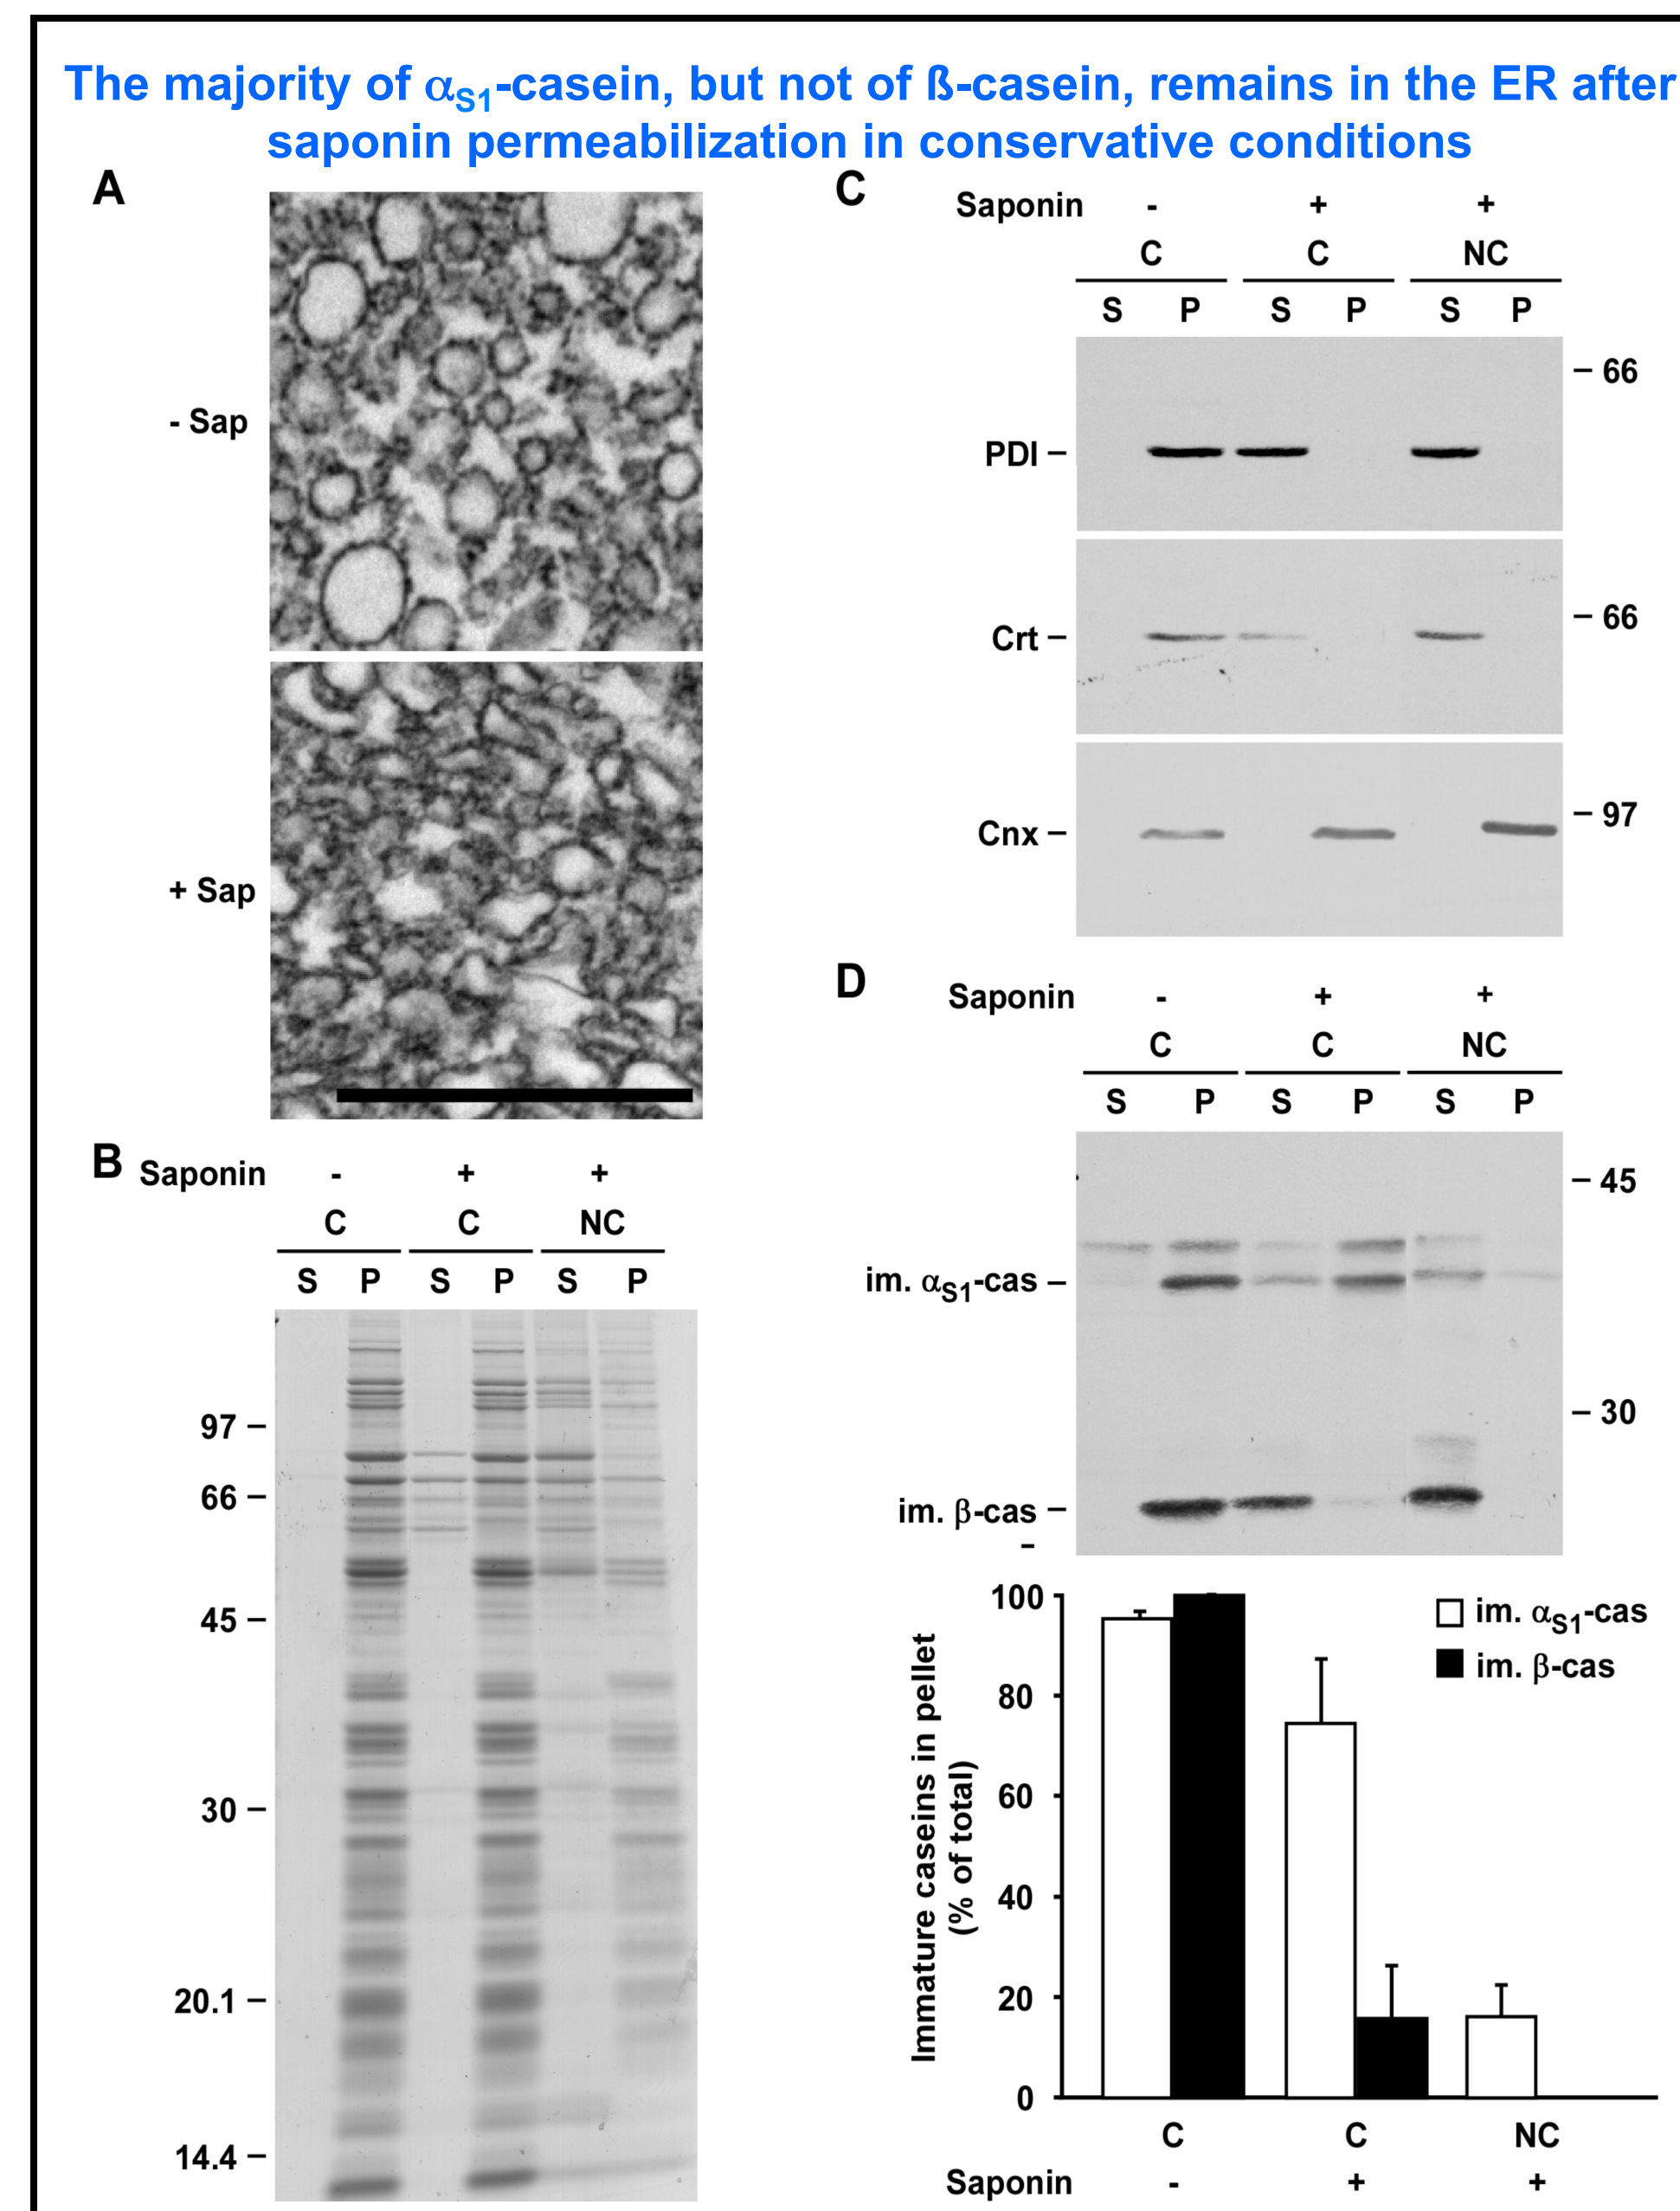 The majority of αS1-casein, but not of ß-casein, remains in the ER after
saponin permeabilization in conservative conditions
A
- Sap
+ Sap
B Saponin - + +
C C NC
S P S P S P
97
66
45
30
20.1
14.4
C
Saponin - + +
C C NC
S P S P S P
66
PDI
66
Crt
97
Cnx
D
Saponin - + +
C C NC
S P S P S P
45
im. αS1-cas
30
im. β-cas
Immature caseins in pellet
(% of total)
100
80
60
40
20
0
im. αS1-cas
im. β-cas
C C NC
Saponin - + +